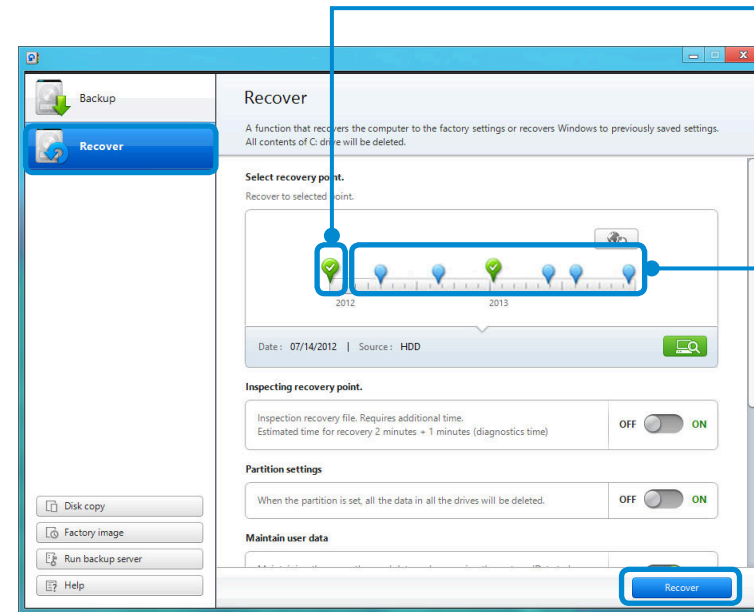 Backup
Recover
Disk copy
Factory image
Run backup server
Help
Recover
A function that recovers the computer to the factory settings or recovers Windows to previously saved settings.
All contents of C: drive will be deleted.
Select recovery point.
Recover to selected point.
2012 2013
Date : 07/14/2012 | Source : HDD
Inspecting recovery point.
Inspection recovery file. Requires additional time.
Estimated time for recovery 2 minutes + 1 minutes (diagnostics time)
OFF ON
Partition settings
When the partition is set, all the data in all the drives will be deleted.
OFF ON
Maintain user data
Recover